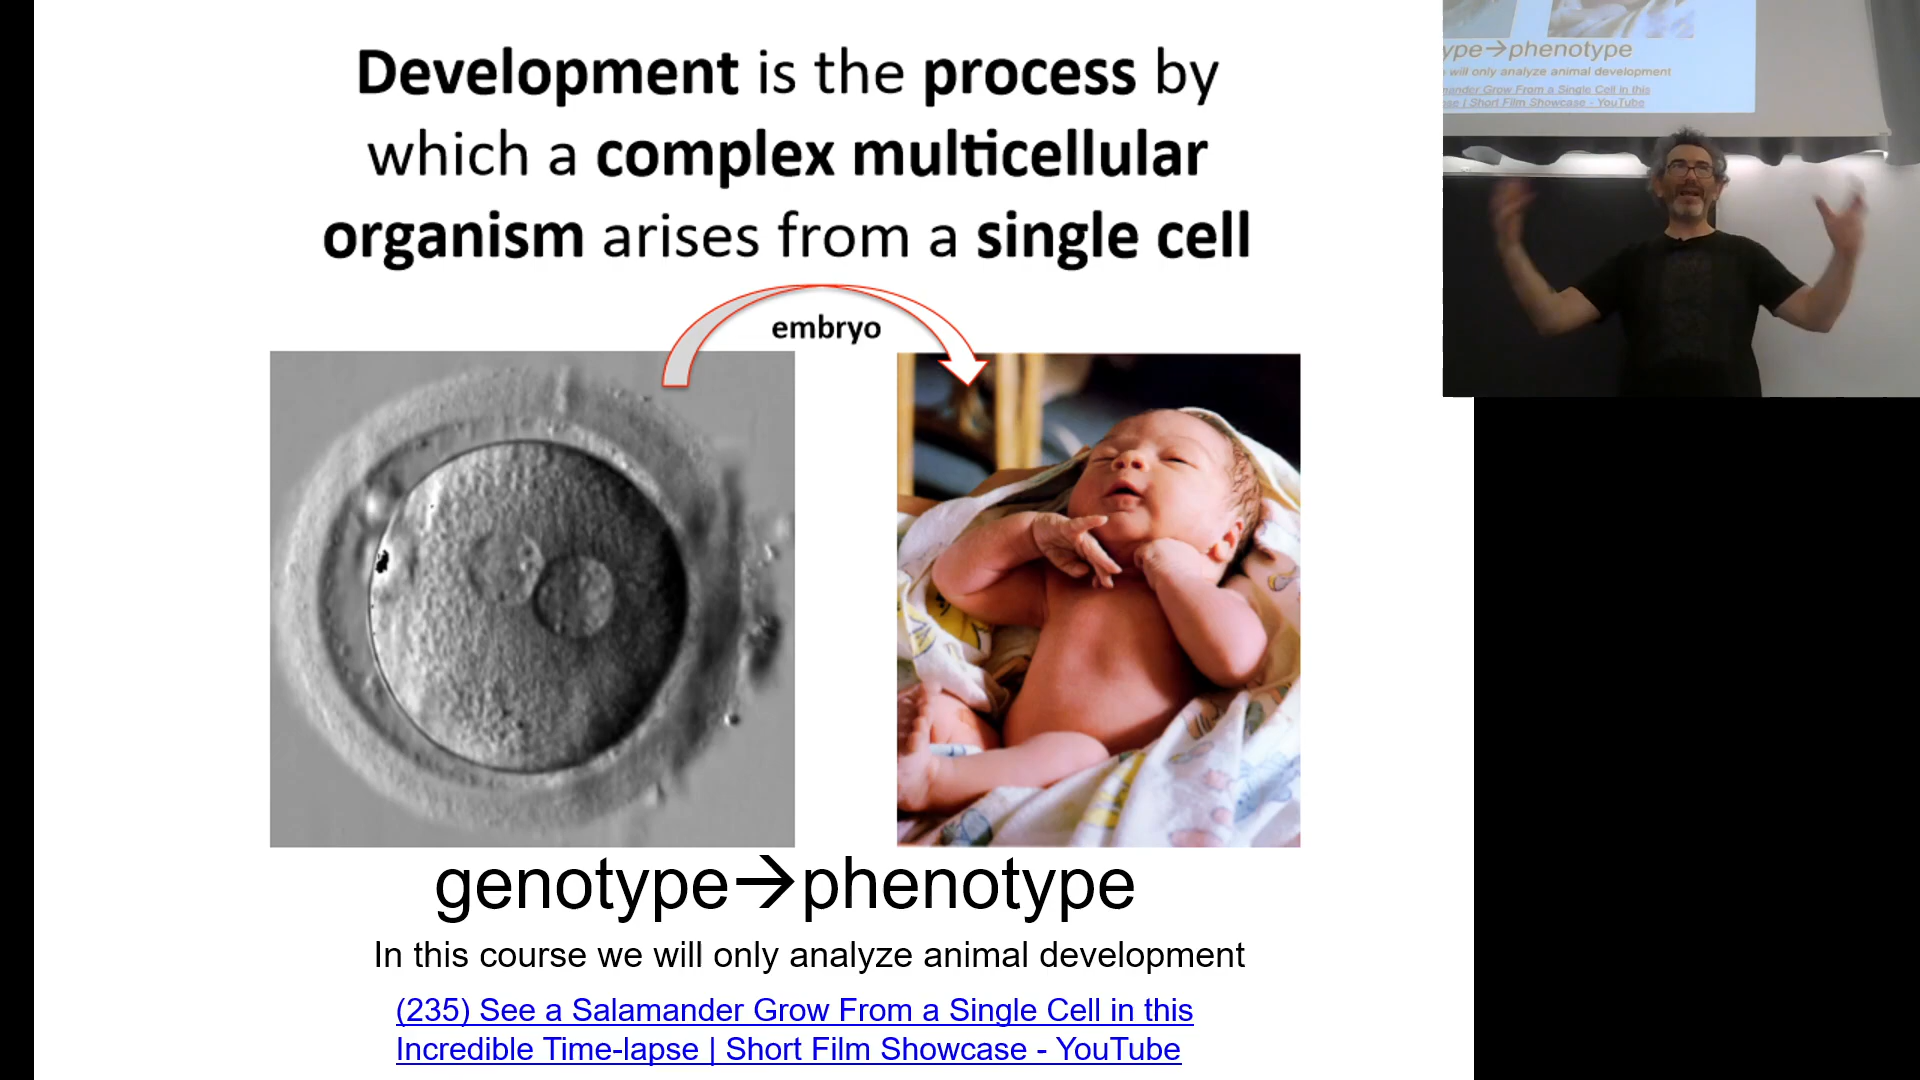 Development is the process by
which a complex multicellular
organism arises from a single cell
embryo
genotype→phenotype
In this course we will only analyze animal development
(235) See a Salamander Grow From a Single Cell in this
Incredible Time-lapse | Short Film Showcase - YouTube
ype→phenotype
will only analyze animal development
mander Grow From a Single Cell in this
se | Short Film Showcase - YouTube